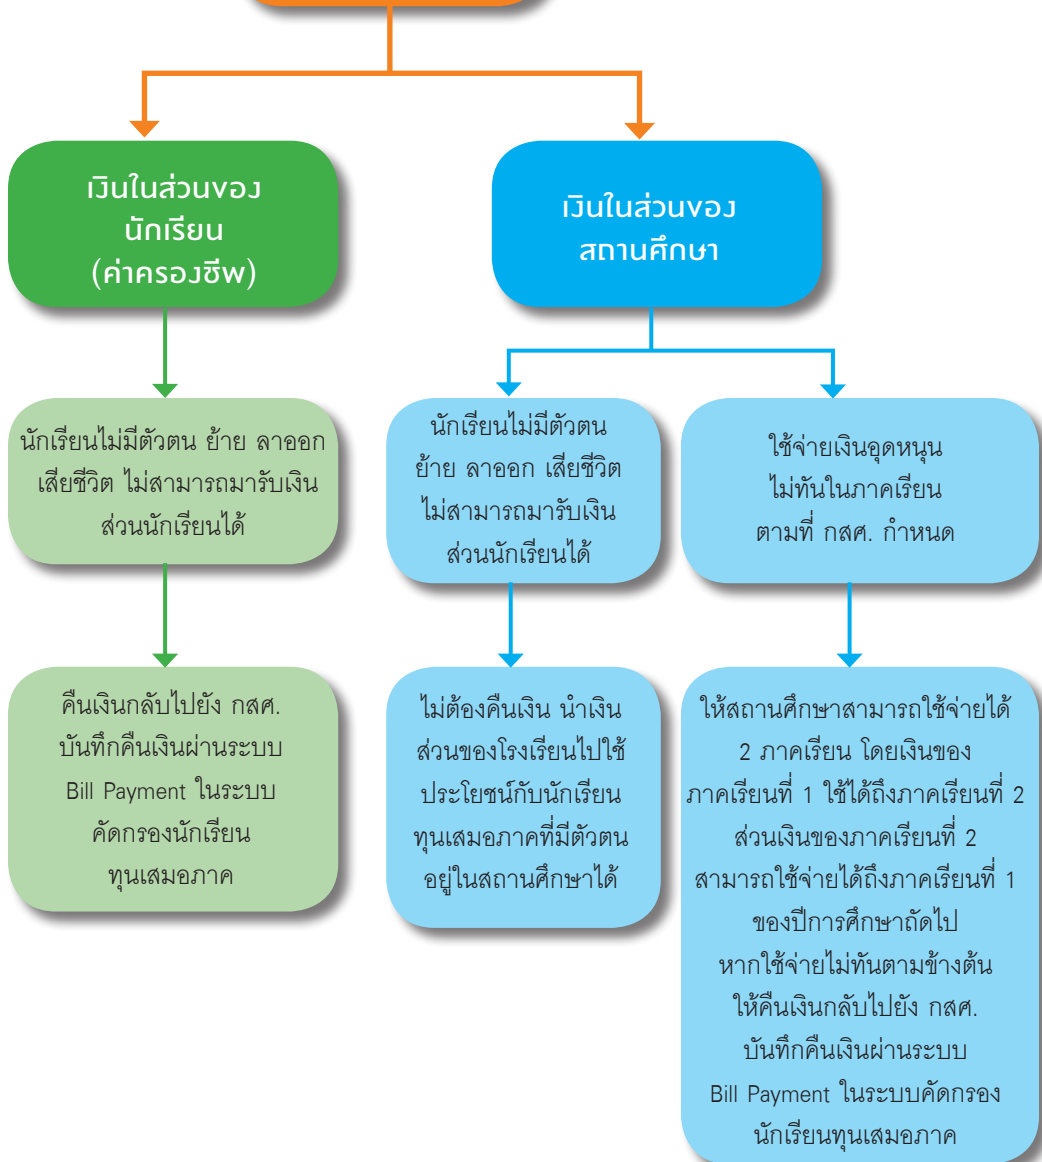 เงินในส่วนของ
นักเรียน
(ค่าครองชีพ)
เงินในส่วนของ
สถานศึกษา
นักเรียนไม่มีตัวตน ย้าย ลาออก
เสียชีวิต ไม่สามารถมารับเงิน
ส่วนนักเรียนได้
นักเรียนไม่มีตัวตน
ย้าย ลาออก เสียชีวิต
ไม่สามารถมารับเงิน
ส่วนนักเรียนได้
ใช้จ่ายเงินอุดหนุน
ไม่ทันในภาคเรียน
ตามที่ กสศ. กำหนด
คืนเงินกลับไปยัง กสศ.
บันทึกคืนเงินผ่านระบบ
Bill Payment ในระบบ
คัดกรองนักเรียน
ทุนเสมอภาค
ไม่ต้องคืนเงิน นำเงิน
ส่วนของโรงเรียนไปใช้
ประโยชน์กับนักเรียน
ทุนเสมอภาคที่มีตัวตน
อยู่ในสถานศึกษาได้
ให้สถานศึกษาสามารถใช้จ่ายได้
2 ภาคเรียน โดยเงินของ
ภาคเรียนที่ 1 ใช้ได้ถึงภาคเรียนที่ 2
ส่วนเงินของภาคเรียนที่ 2
สามารถใช้จ่ายได้ถึงภาคเรียนที่ 1
ของปีการศึกษาถัดไป
หากใช้จ่ายไม่ทันตามข้างต้น
ให้คืนเงินกลับไปยัง กสศ.
บันทึกคืนเงินผ่านระบบ
Bill Payment ในระบบคัดกรอง
นักเรียนทุนเสมอภาค